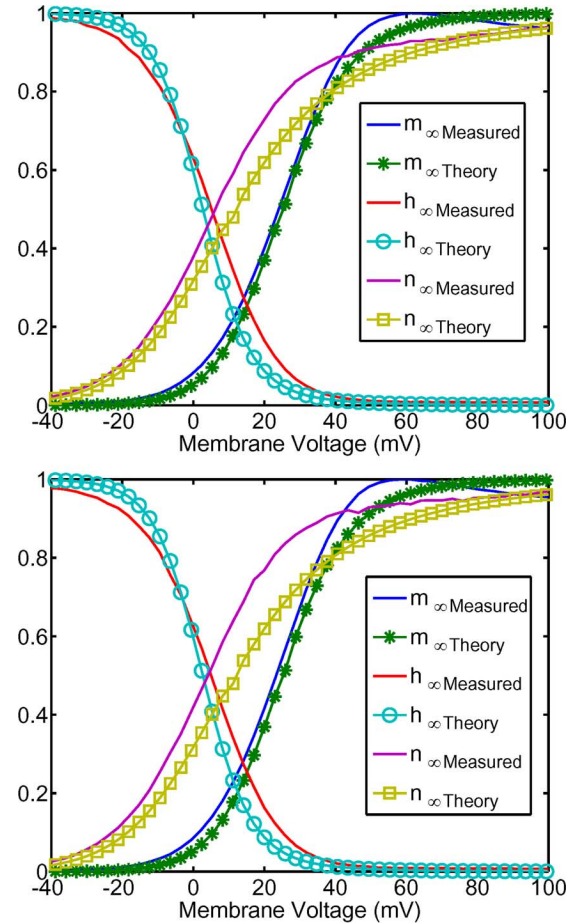 1
0.8
0.6
0.4
0.2
0
-40 -20 0 20 40 60 80 100
Membrane Voltage (mV)
m ∞ Measured
m ∞ Theory
h ∞ Measured
h ∞ Theory
n ∞ Measured
n ∞ Theory
1
0.8
0.6
0.4
0.2
0
-40 -20 0 20 40 60 80 100
Membrane Voltage (mV)
m ∞ Measured
m ∞ Theory
h ∞ Measured
h ∞ Theory
n ∞ Measured
n ∞ Theory